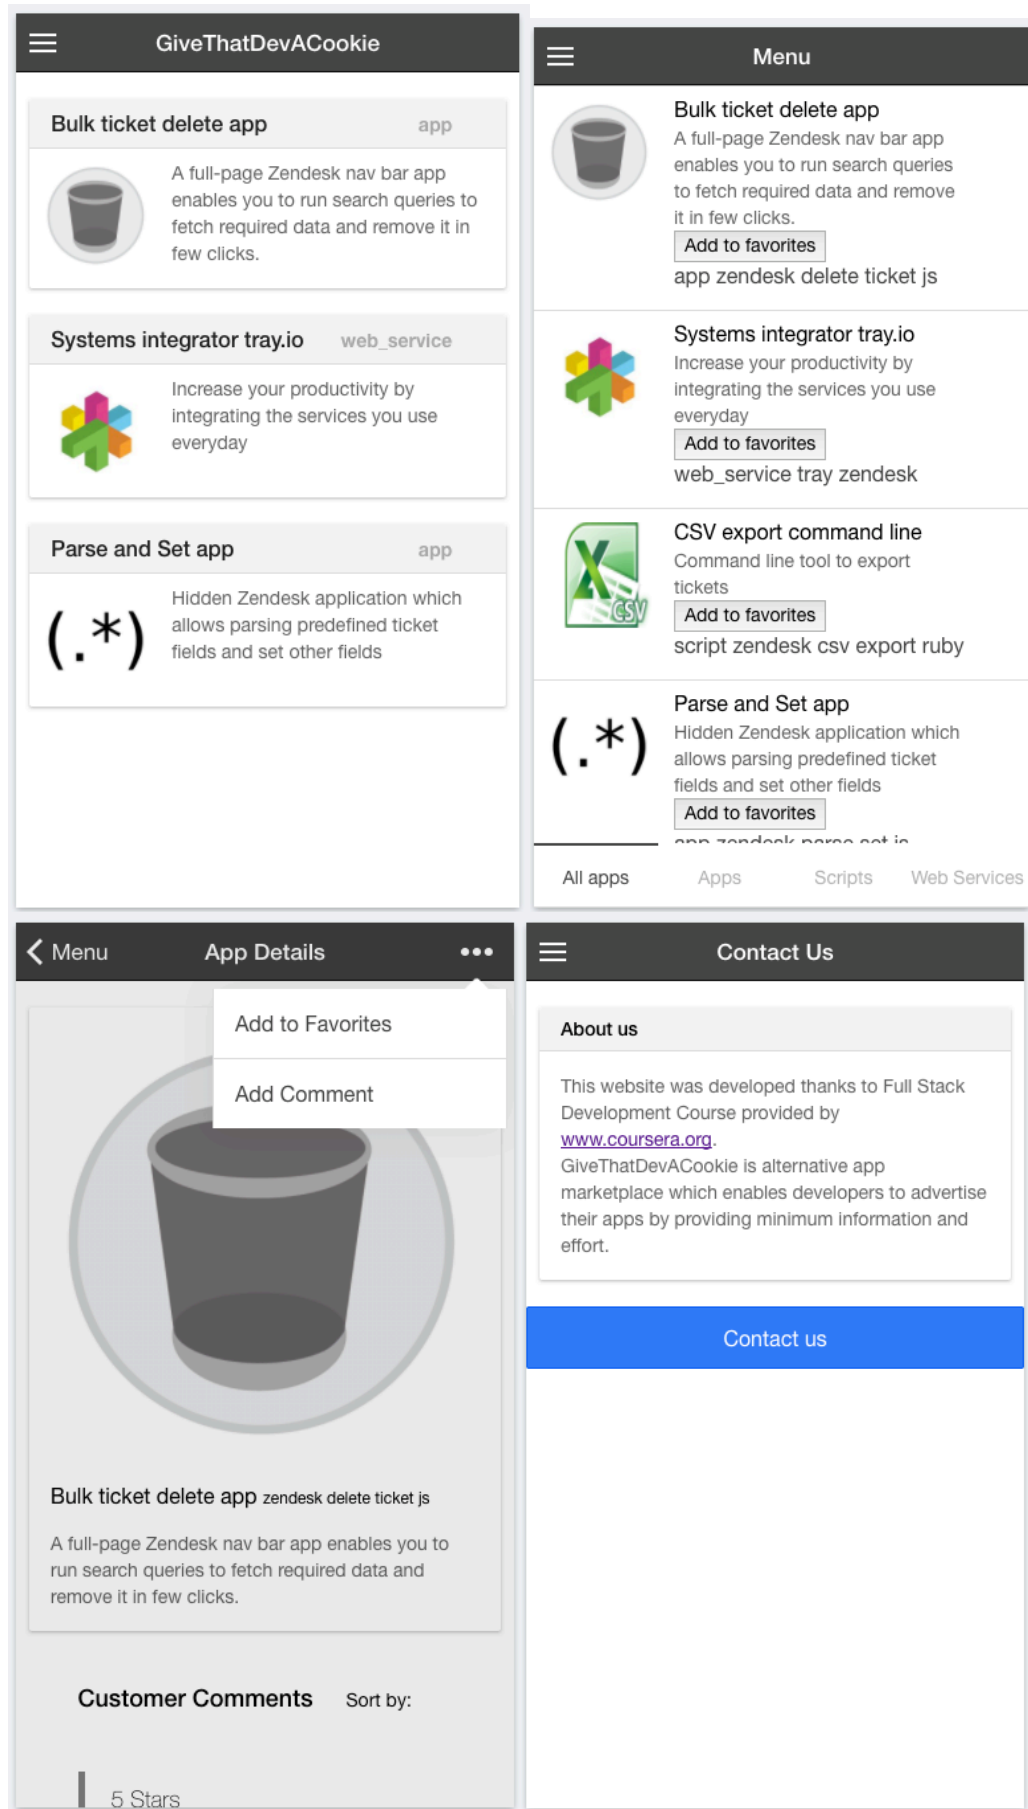 GiveThatDevACookie
Bulk ticket delete app app
A full-page Zendesk nav bar app
enables you to run search queries to
fetch required data and remove it in
few clicks.
Systems integrator tray.io web_service
Increase your productivity by
integrating the services you use
everyday
Parse and Set app app
(.*)
Hidden Zendesk application which
allows parsing predefined ticket
fields and set other fields
Menu
Bulk ticket delete app
A full-page Zendesk nav bar app
enables you to run search queries
to fetch required data and remove
it in few clicks.
Add to favorites
app zendesk delete ticket js
Systems integrator tray.io
Increase your productivity by
integrating the services you use
everyday
Add to favorites
web_service tray zendesk
CSV export command line
Command line tool to export
tickets
X
CSV
Add to favorites
script zendesk csv export ruby
Parse and Set app
(.*)
Hidden Zendesk application which
allows parsing predefined ticket
fields and set other fields
Add to favorites
app zendesk parse set js
All apps Apps Scripts Web Services
Menu App Details
Add to Favorites
Add Comment
Bulk ticket delete app zendesk delete ticket js
A full-page Zendesk nav bar app enables you to
run search queries to fetch required data and
remove it in few clicks.
Customer Comments Sort by:
5 Stars
Contact Us
About us
This website was developed thanks to Full Stack
Development Course provided by
www.coursera.org.
GiveThatDevACookie is alternative app
marketplace which enables developers to advertise
their apps by providing minimum information and
effort.
Contact us